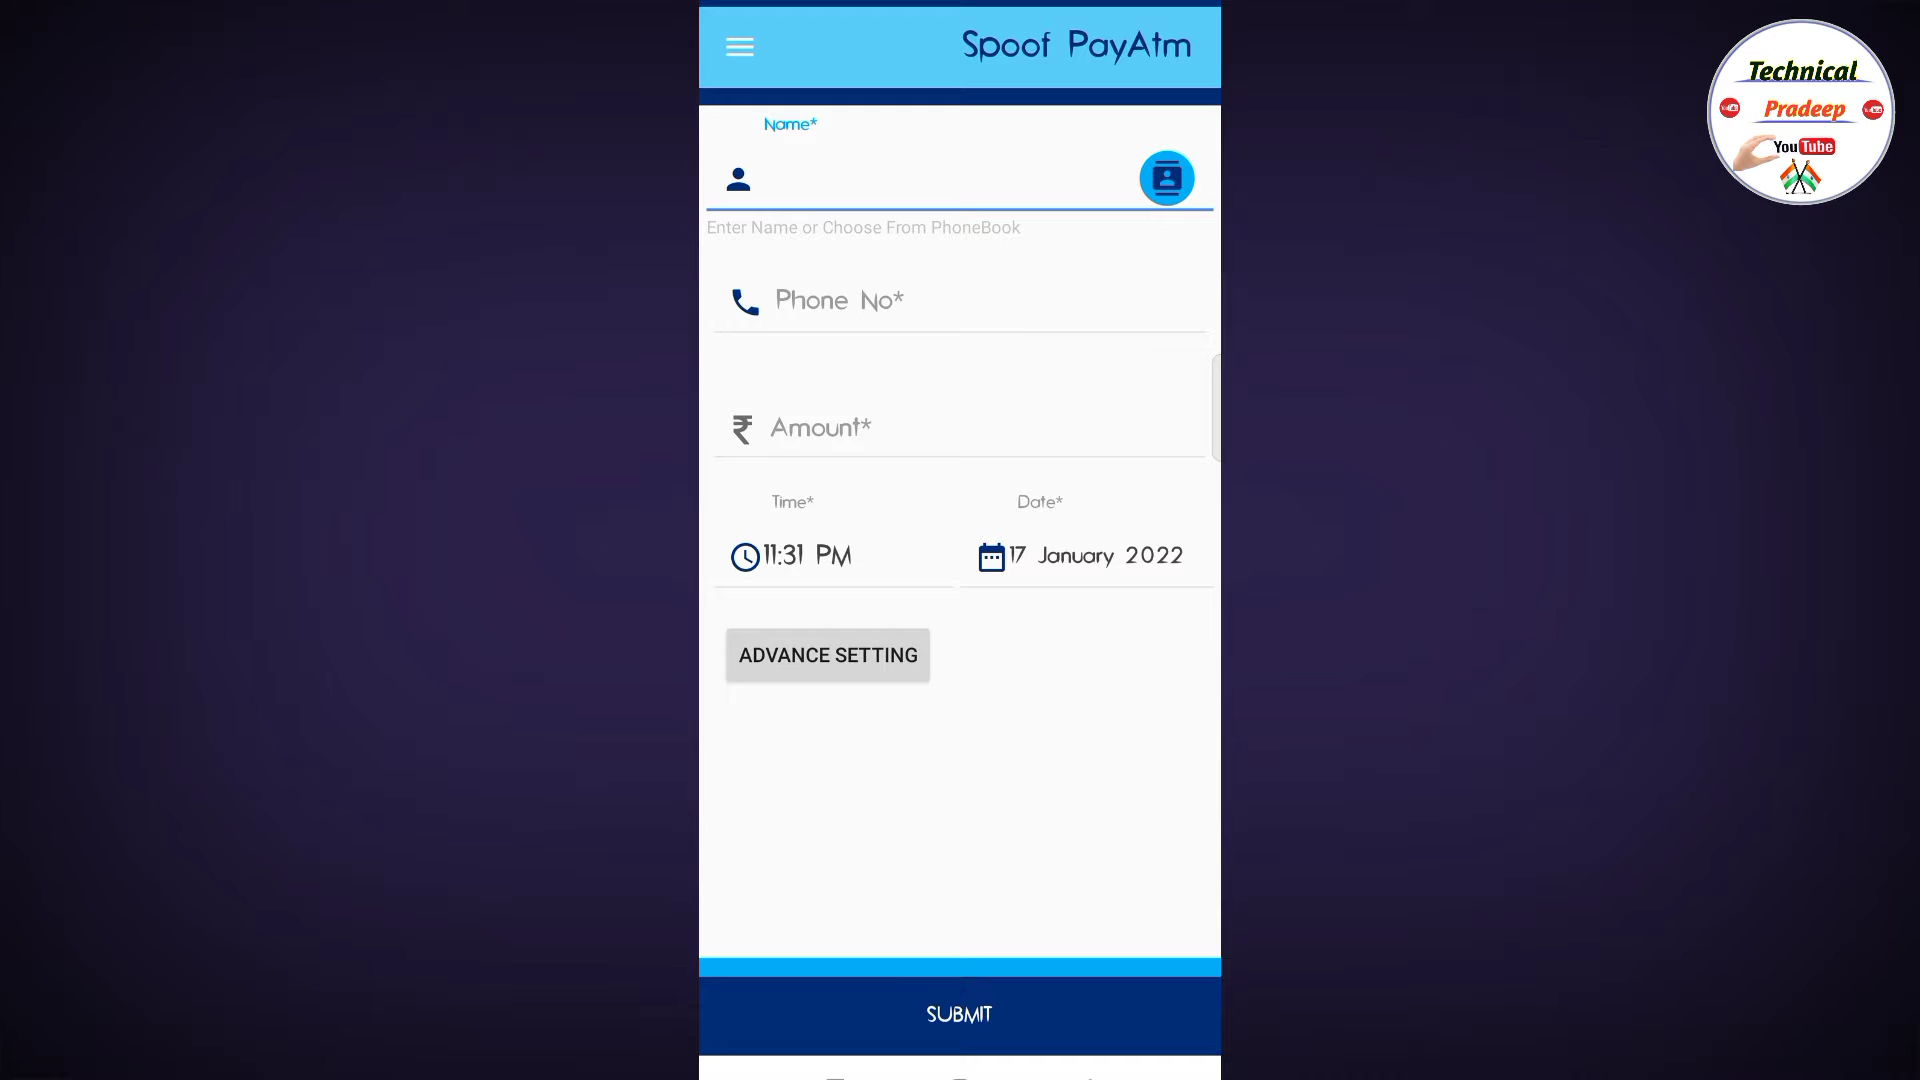 Spoof PayAtm
Technical
Pradeep
YouTube
Name*
Enter Name or Choose From PhoneBook
Phone No*
₹ Amount*
Time*
Date*
11:31 PM
17 January 2022
ADVANCE SETTING
SUBMIT